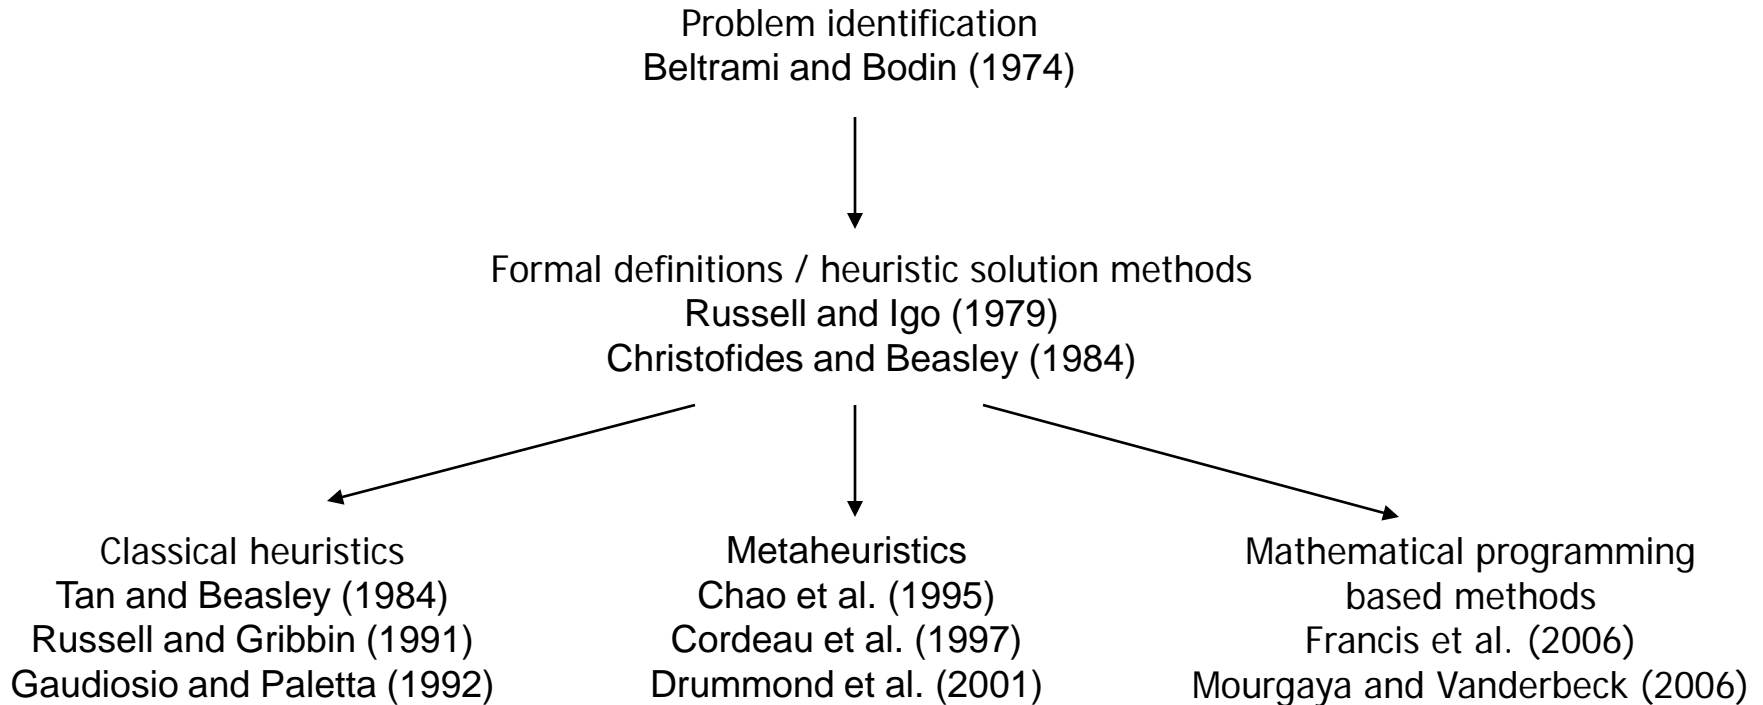 Problem identification
Beltrami and Bodin (1974)
Formal definitions / heuristic solution methods
Russell and Igo (1979)
Christofides and Beasley (1984)
Classical heuristics
Tan and Beasley (1984)
Russell and Gribbin (1991)
Gaudiosio and Paletta (1992)
Metaheuristics
Chao et al. (1995)
Cordeau et al. (1997)
Drummond et al. (2001)
Mathematical programming
based methods
Francis et al. (2006)
Mourgaya and Vanderbeck (2006)